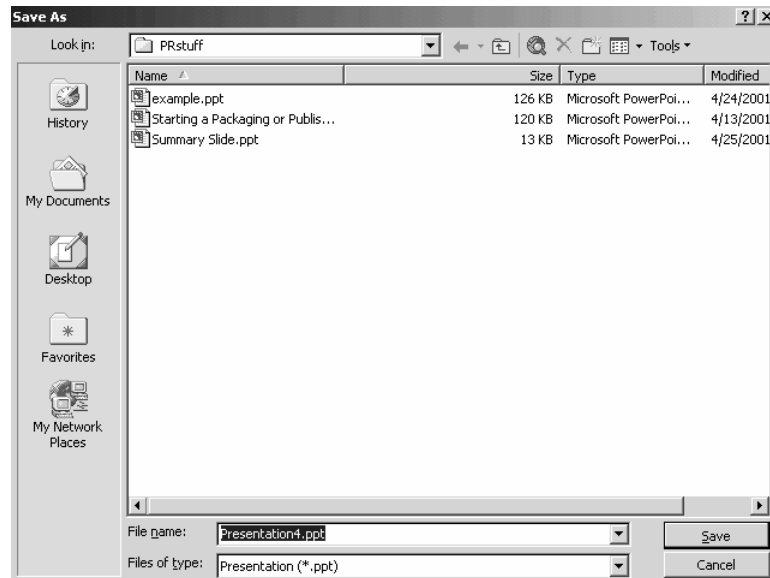 Save As
Look in: PRstuff Tools
Name Size Type Modified
example.ppt 126 KB Microsoft PowerPoi... 4/24/2001
Starting a Packaging or Publis... 120 KB Microsoft PowerPoi... 4/13/2001
Summary Slide.ppt 13 KB Microsoft PowerPoi... 4/25/2001
History
My Documents
Desktop
Favorites
My Network
Places
File name: Presentation4.ppt Save
Files of type: Presentation (*.ppt) Cancel